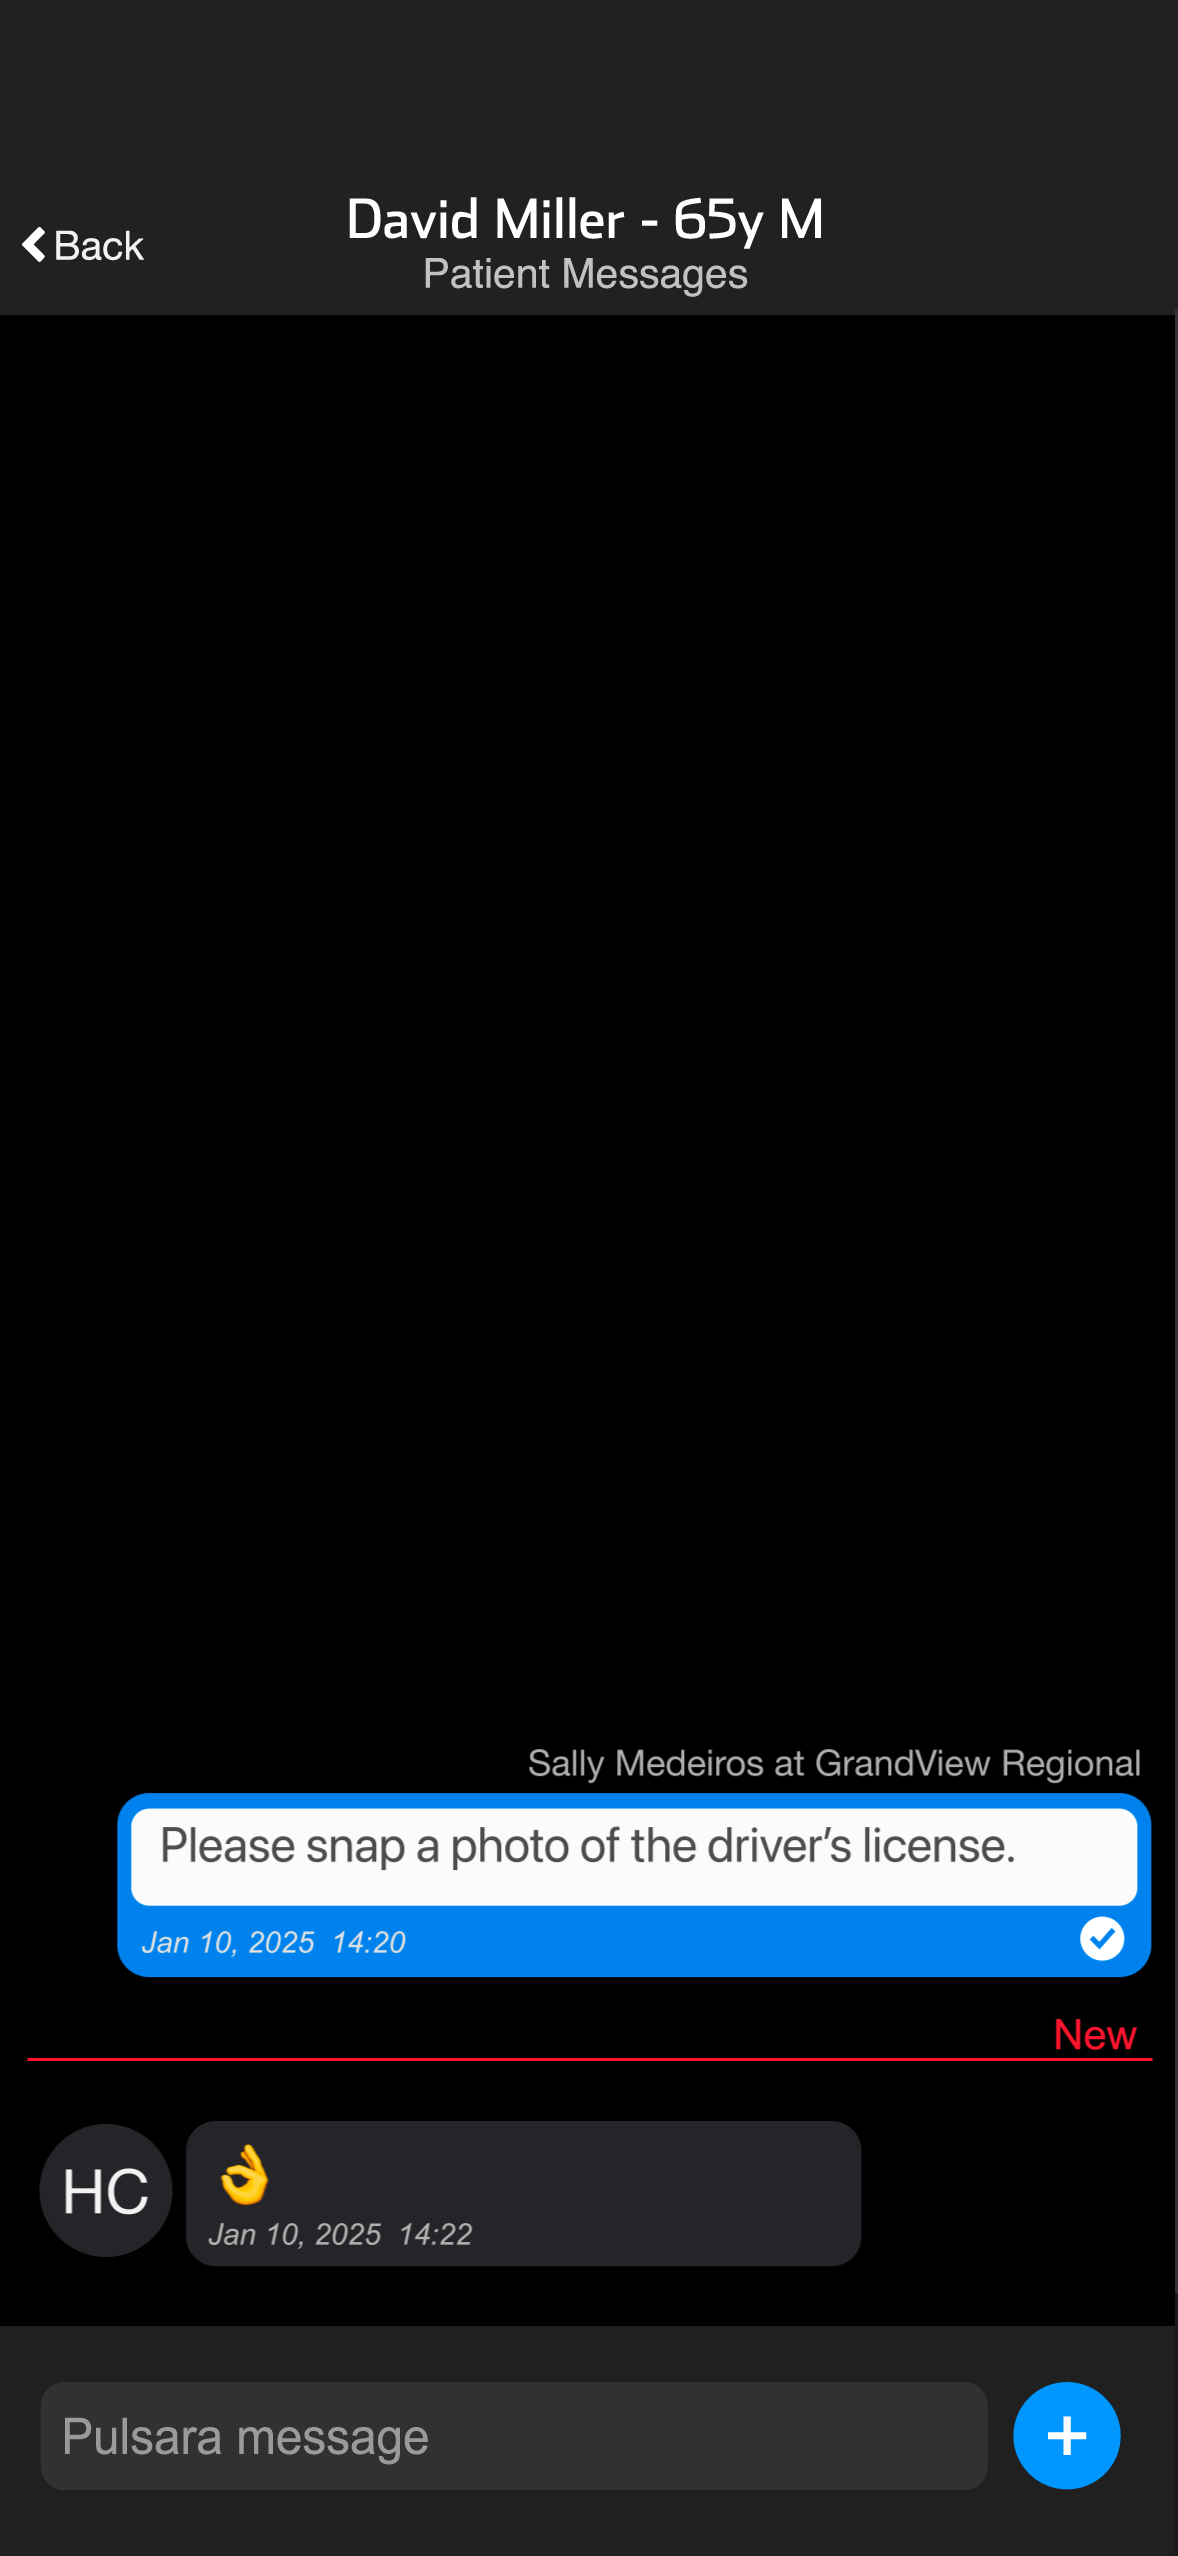 David Miller - 65y M
Back
Patient Messages
Sally Medeiros at GrandView Regional
Please snap a photo of the driver’s license.
Jan 10, 2025 14:20
New
HC
👌
Jan 10, 2025 14:22
Pulsara message